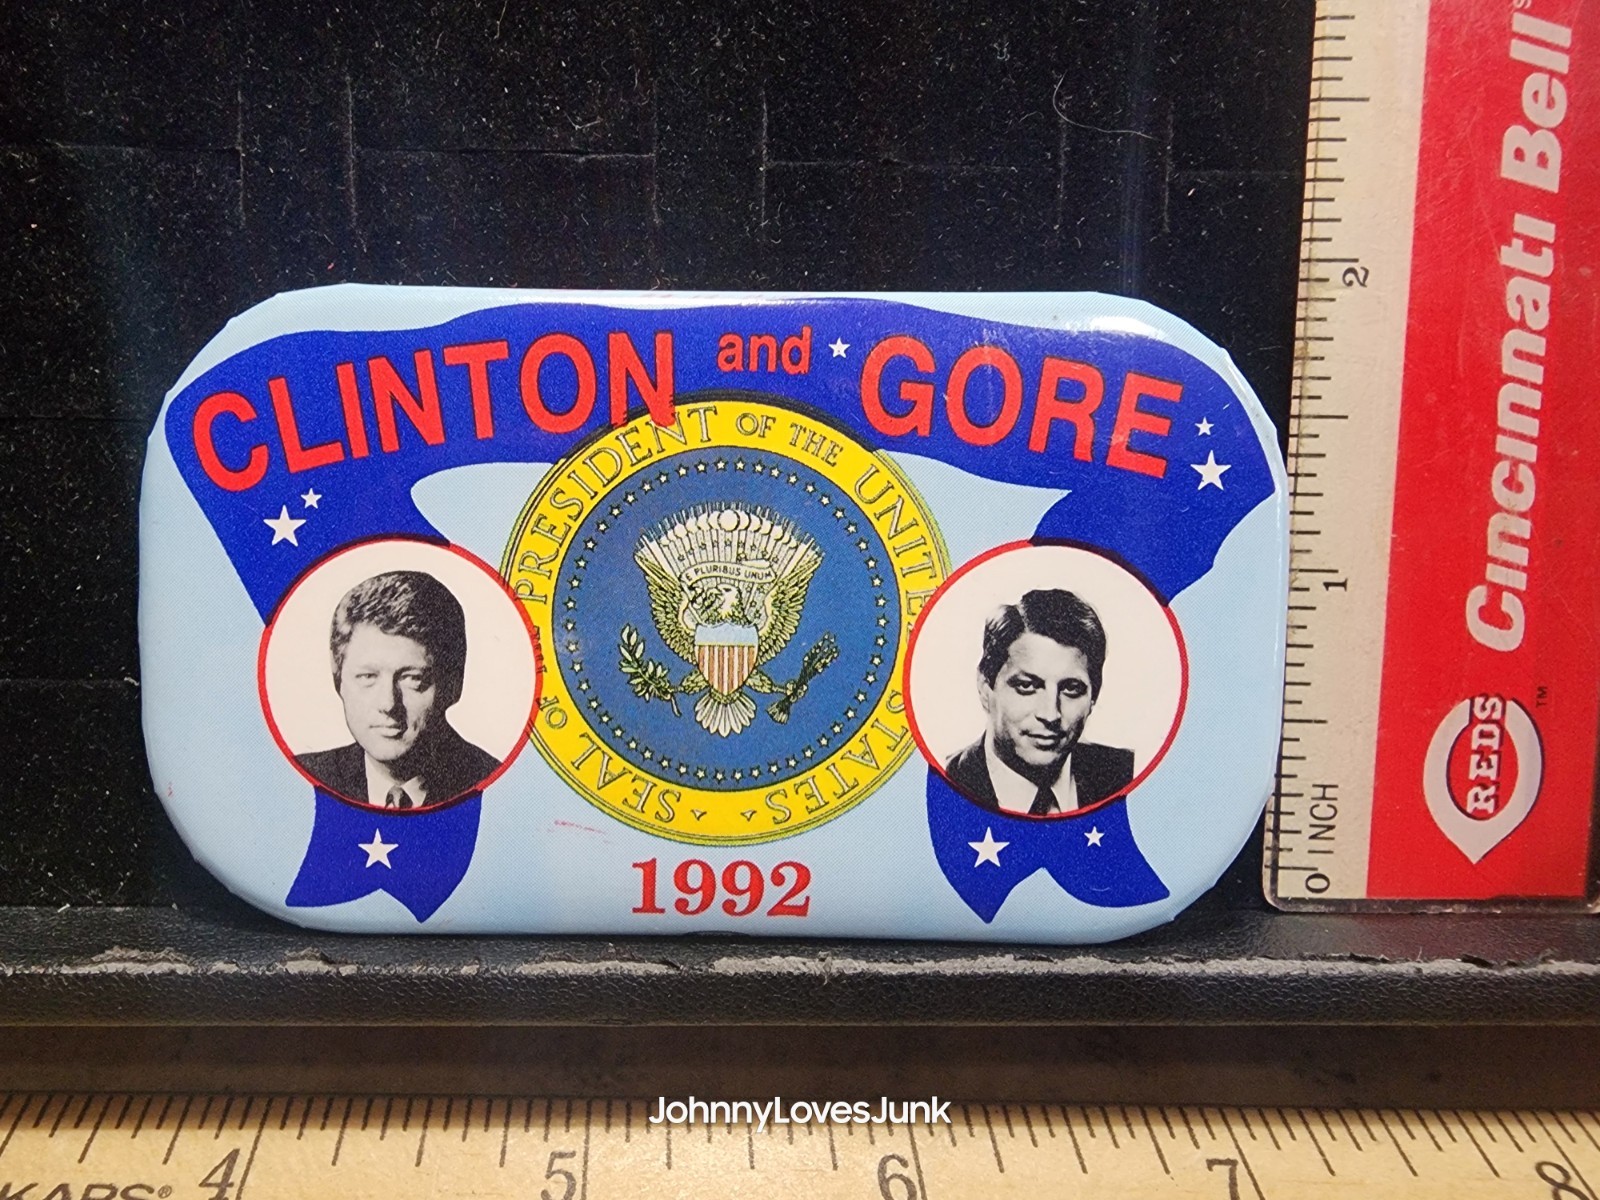 CLINTON and GORE
SEAL OF THE PRESIDENT OF THE UNITED STATES
E PLURIBUS UNUM
1992
0 INCH 1 2
Cincinnati Bell
REDS
TM
JohnnyLovesJunk
4 5 6 7 8